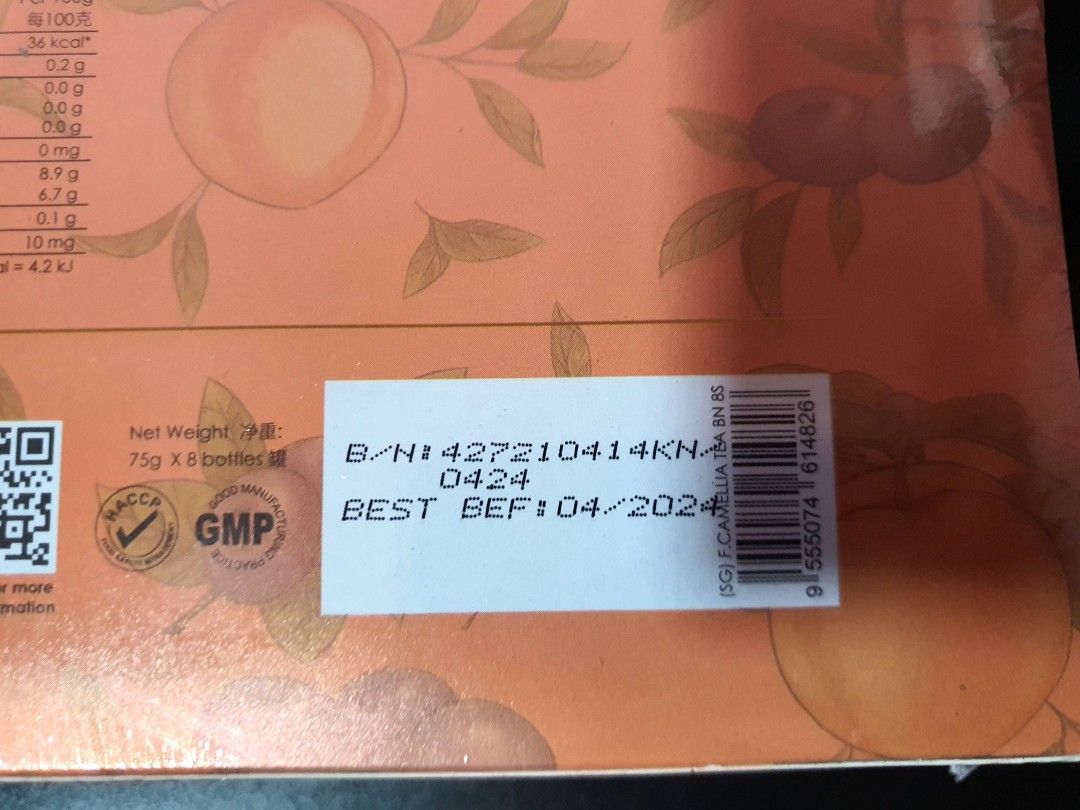 每100克
36 kcal*
0.2 g
0.0 g
0.0 g
0.0 g
0 mg
8.9 g
6.7 g
0.1 g
10 mg
= 4.2 kJ
Net Weight 净重:
75g X 8 bottles 罐
HACCP
GOOD MANUFACTURING PRACTICE
GMP
more
B/N:427210414KN/
0424
BEST BEF:04/2024
(SG) F.CAMELLIA TEA BN 8S
9 555074 614826